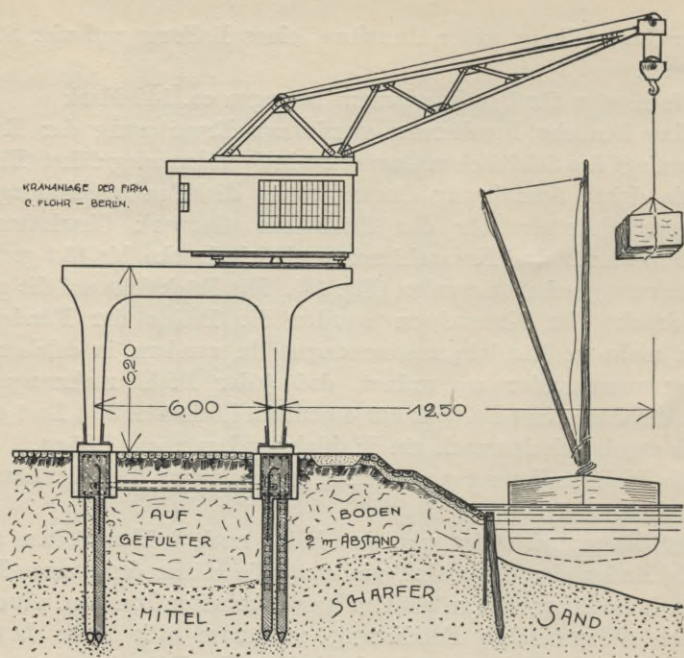 KRANANLAGE DER FIRMA
C. FLOHR – BERLIN.
6,20
6,00
12,50
AUF-
GEFÜLLTER
BODEN
2 m ABSTAND
MITTEL
SCHARFER
SAND